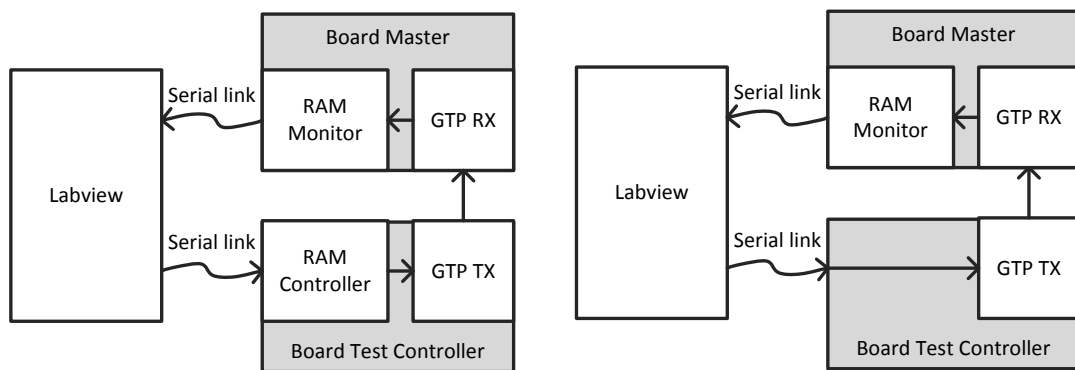 Board Master
Serial link
RAM
Monitor
GTP RX
Labview
Serial link
RAM
Controller
GTP TX
Board Test Controller
Board Master
Serial link
RAM
Monitor
GTP RX
Labview
Serial link
GTP TX
Board Test Controller